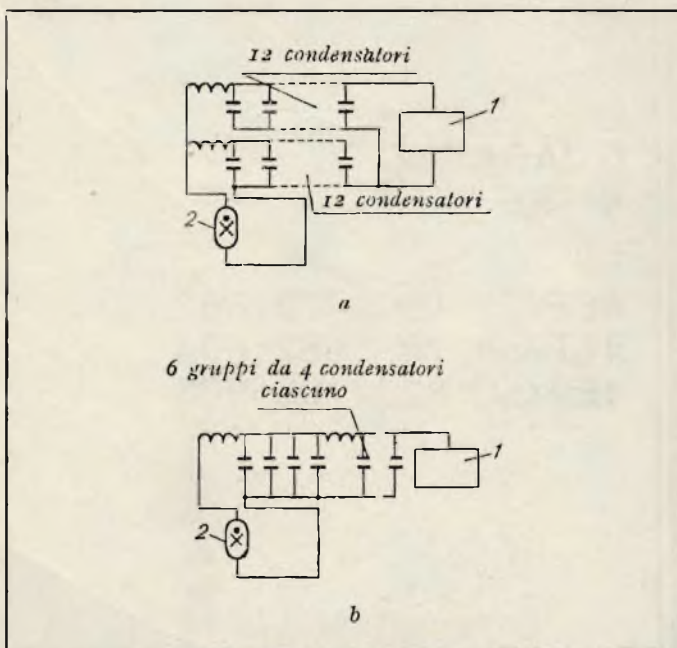 12 condensatori
1
12 condensatori
2
a
6 gruppi da 4 condensatori
ciascuno
1
2
b